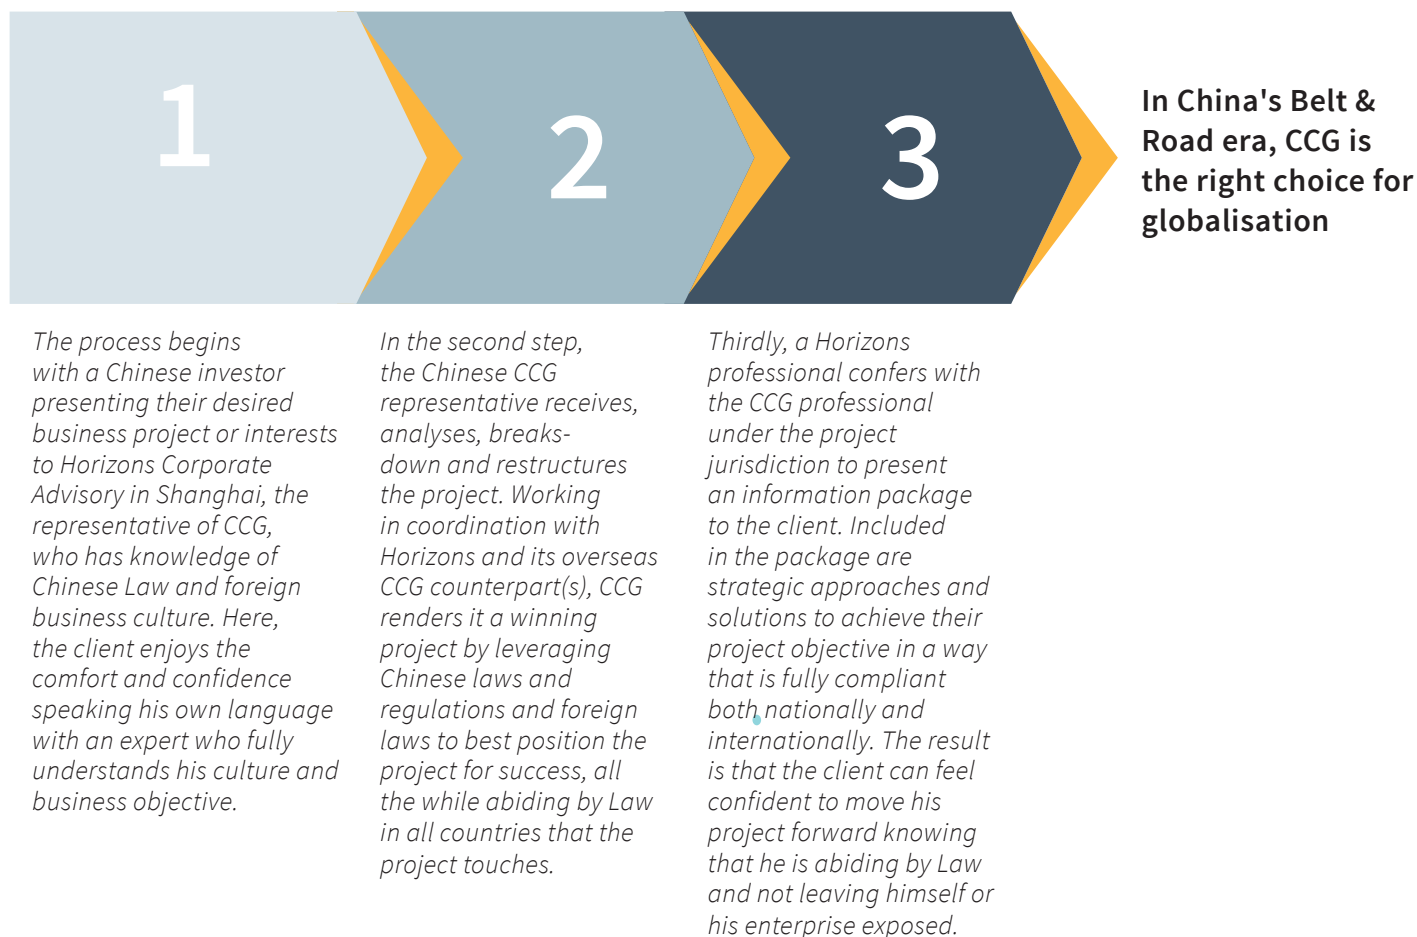 1
2
3
In China's Belt &
Road era, CCG is
the right choice for
globalisation
The process begins
with a Chinese investor
presenting their desired
business project or interests
to Horizons Corporate
Advisory in Shanghai, the
representative of CCG,
who has knowledge of
Chinese Law and foreign
business culture. Here,
the client enjoys the
comfort and confidence
speaking his own language
with an expert who fully
understands his culture and
business objective.
In the second step,
the Chinese CCG
representative receives,
analyses, breaks-
down and restructures
the project. Working
in coordination with
Horizons and its overseas
CCG counterpart(s), CCG
renders it a winning
project by leveraging
Chinese laws and
regulations and foreign
laws to best position the
project for success, all
the while abiding by Law
in all countries that the
project touches.
Thirdly, a Horizons
professional confers with
the CCG professional
under the project
jurisdiction to present
an information package
to the client. Included
in the package are
strategic approaches and
solutions to achieve their
project objective in a way
that is fully compliant
both nationally and
internationally. The result
is that the client can feel
confident to move his
project forward knowing
that he is abiding by Law
and not leaving himself or
his enterprise exposed.